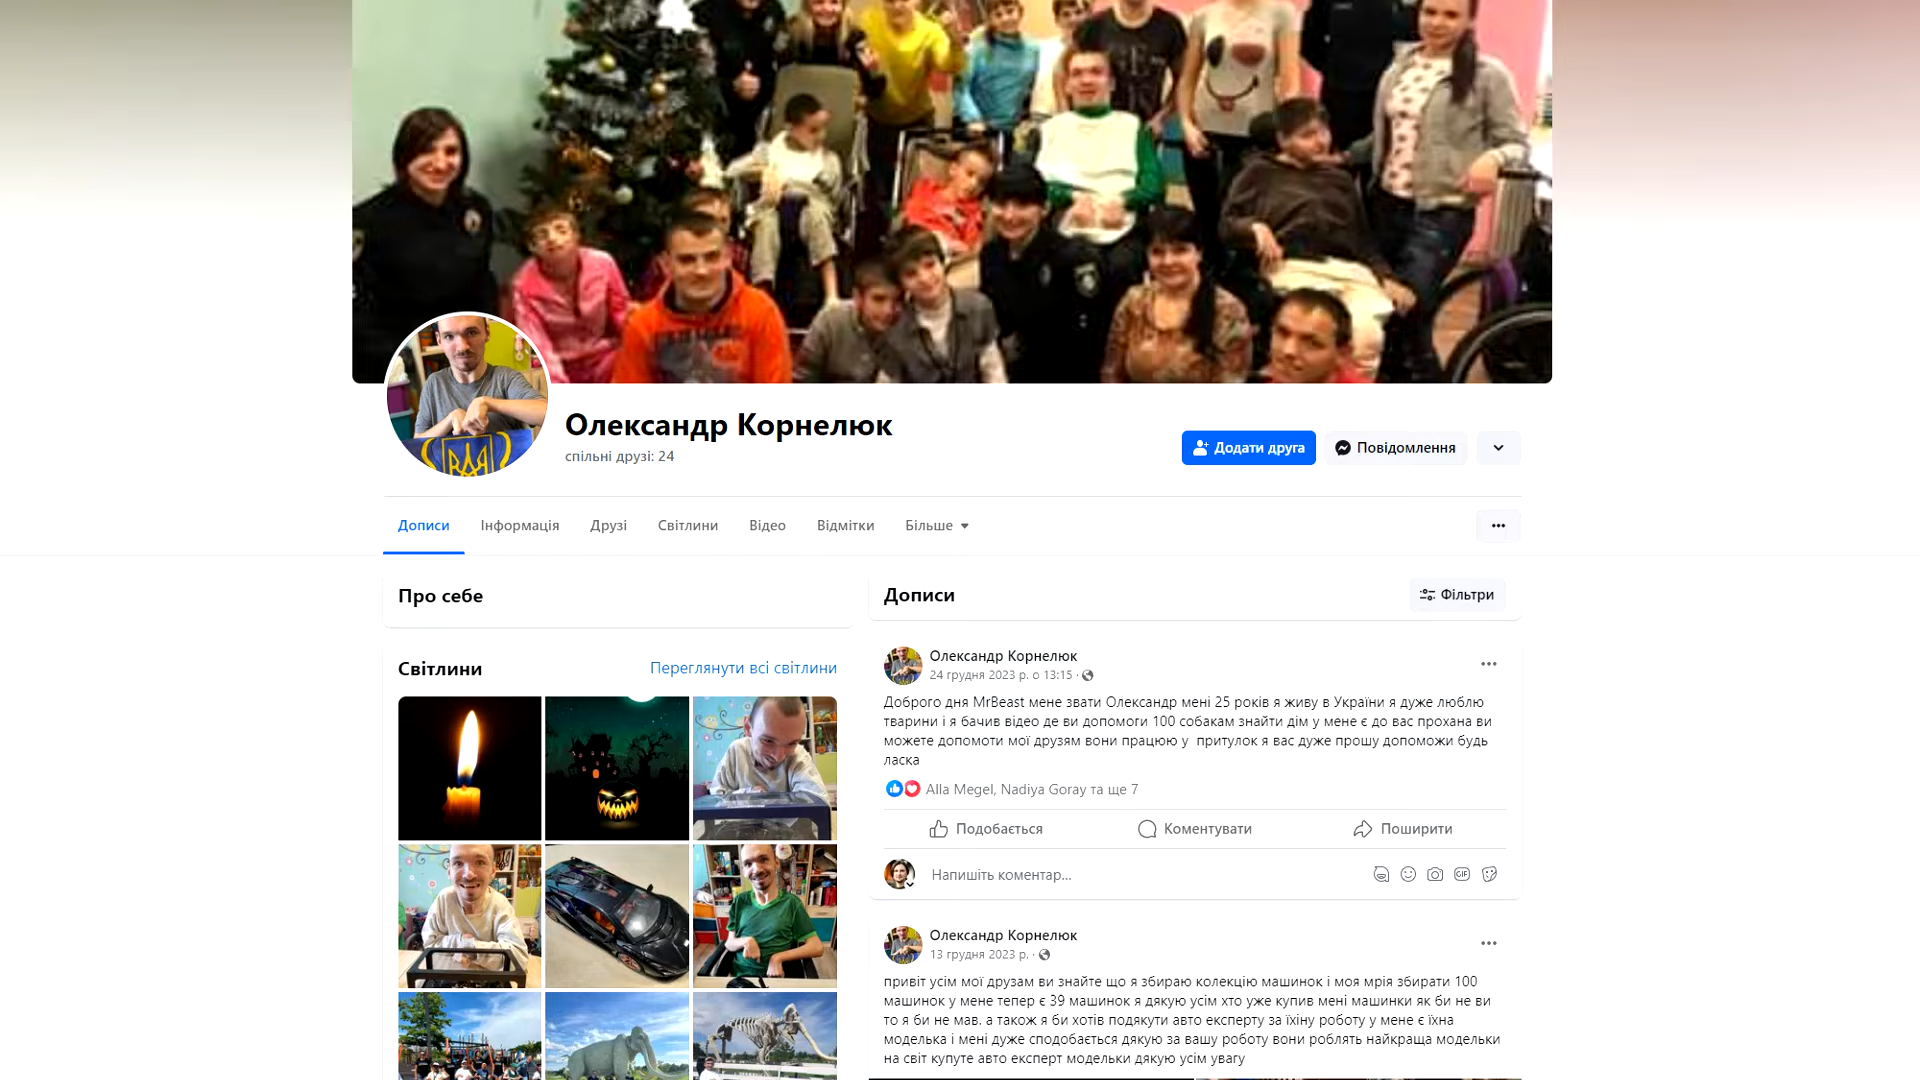 Олександр Корнелюк
спільні друзі: 24
Додати друга
Повідомлення
Дописи
Інформація
Друзі
Світлини
Відео
Відмітки
Більше
Про себе
Світлини
Переглянути всі світлини
Дописи
Фільтри
Олександр Корнелюк
24 грудня 2023 р. о 13:15 ·
Доброго дня MrBeast мене звати Олександр мені 25 років я живу в України я дуже люблю
тварини і я бачив відео де ви допомоги 100 собакам знайти дім у мене є до вас прохана ви
можете допомоти мої друзям вони працюю у притулок я вас дуже прошу допоможи будь
ласка
Alla Megel, Nadiya Goray та ще 7
Подобається
Коментувати
Поширити
Напишіть коментар...
GIF
Олександр Корнелюк
13 грудня 2023 р. ·
привіт усім мої друзам ви знайте що я збираю колекцію машинок і моя мрія збирати 100
машинок у мене тепер є 39 машинок я дякую усім хто уже купив мені машинки як би не ви
то я би не мав. а також я би хотів подякути авто експерту за їхіну роботу у мене є їхна
моделька і мені дуже сподобається дякую за вашу роботу вони роблять найкраща модельки
на світ купуте авто експерт модельки дякую усім увагу